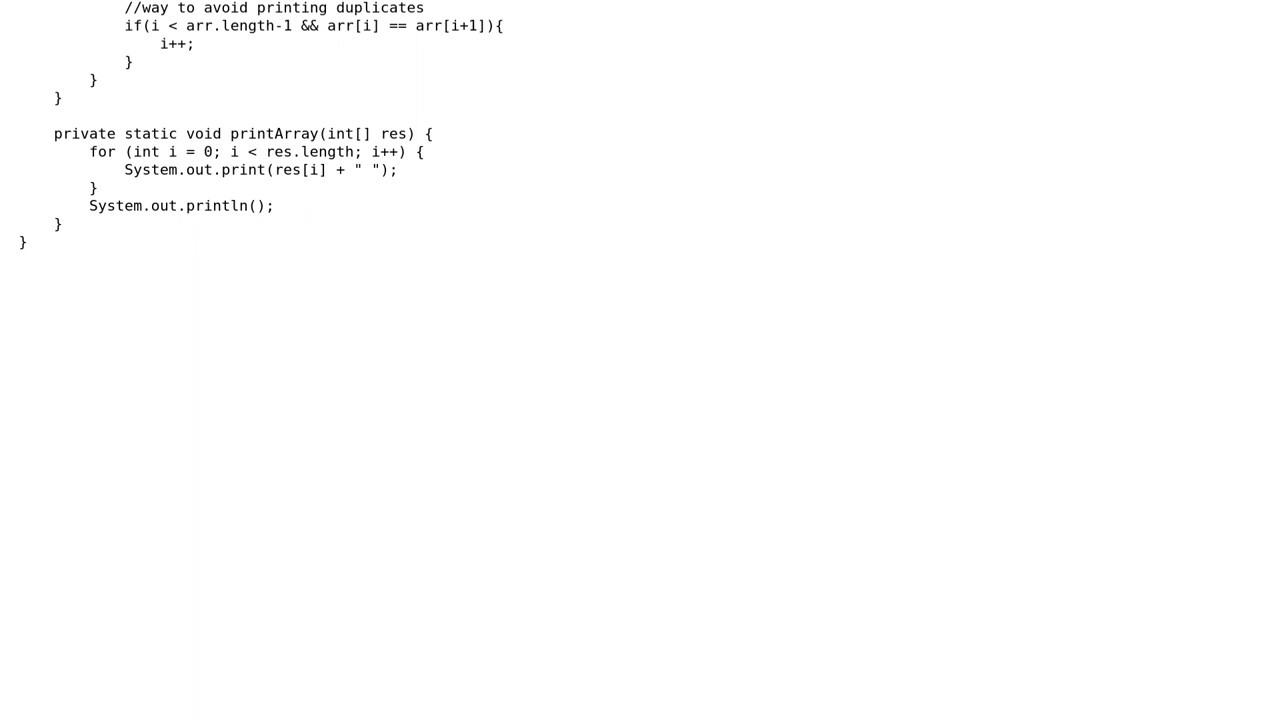 //way to avoid printing duplicates
            if(i < arr.length-1 && arr[i] == arr[i+1]){
                i++;
            }
        }
    }

    private static void printArray(int[] res) {
        for (int i = 0; i < res.length; i++) {
            System.out.print(res[i] + " ");
        }
        System.out.println();
    }
}